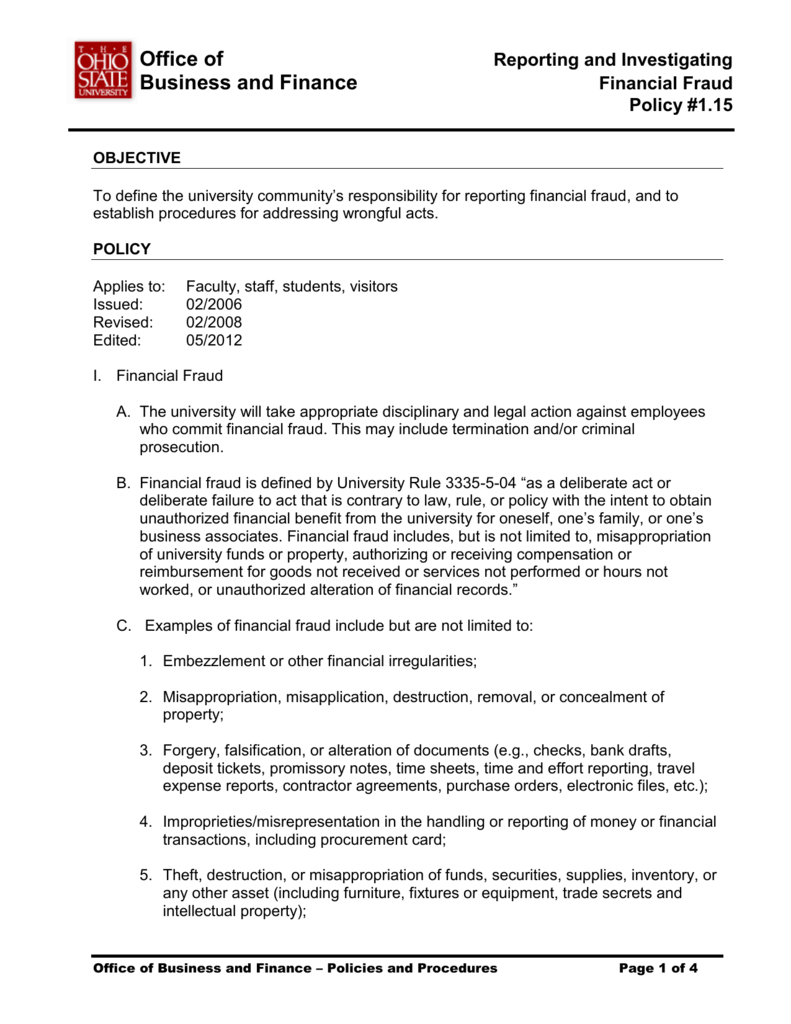 T · H · E
OHIO
STATE
UNIVERSITY
Office of
Business and Finance
Reporting and Investigating
Financial Fraud
Policy #1.15
OBJECTIVE
To define the university community’s responsibility for reporting financial fraud, and to
establish procedures for addressing wrongful acts.
POLICY
Applies to: Faculty, staff, students, visitors
Issued: 02/2006
Revised: 02/2008
Edited: 05/2012
I. Financial Fraud
A. The university will take appropriate disciplinary and legal action against employees
who commit financial fraud. This may include termination and/or criminal
prosecution.
B. Financial fraud is defined by University Rule 3335-5-04 “as a deliberate act or
deliberate failure to act that is contrary to law, rule, or policy with the intent to obtain
unauthorized financial benefit from the university for oneself, one’s family, or one’s
business associates. Financial fraud includes, but is not limited to, misappropriation
of university funds or property, authorizing or receiving compensation or
reimbursement for goods not received or services not performed or hours not
worked, or unauthorized alteration of financial records.”
C. Examples of financial fraud include but are not limited to:
1. Embezzlement or other financial irregularities;
2. Misappropriation, misapplication, destruction, removal, or concealment of
property;
3. Forgery, falsification, or alteration of documents (e.g., checks, bank drafts,
deposit tickets, promissory notes, time sheets, time and effort reporting, travel
expense reports, contractor agreements, purchase orders, electronic files, etc.);
4. Improprieties/misrepresentation in the handling or reporting of money or financial
transactions, including procurement card;
5. Theft, destruction, or misappropriation of funds, securities, supplies, inventory, or
any other asset (including furniture, fixtures or equipment, trade secrets and
intellectual property);
Office of Business and Finance – Policies and Procedures Page 1 of 4